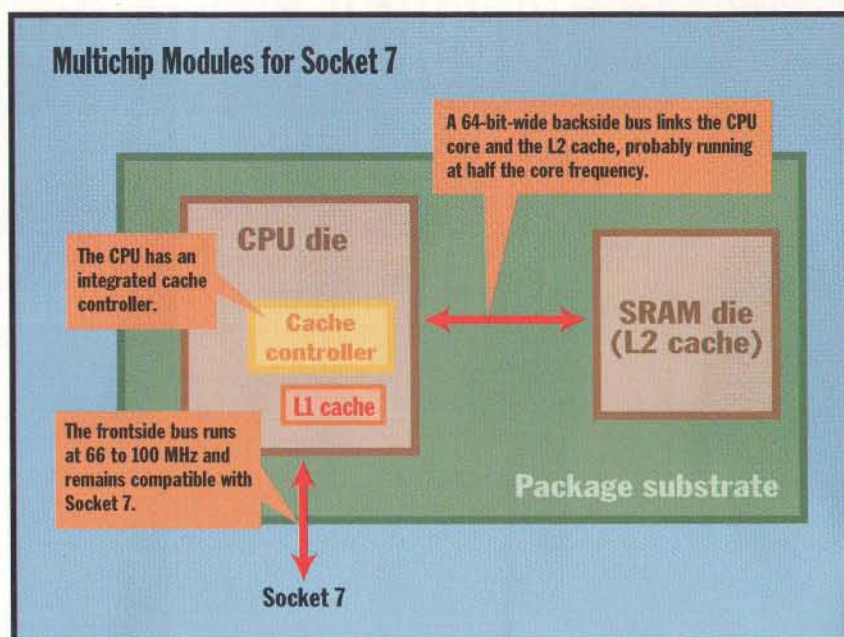 Multichip Modules for Socket 7
A 64-bit-wide backside bus links the CPU
core and the L2 cache, probably running
at half the core frequency.
CPU die
The CPU has an
integrated cache
controller.
Cache
controller
L1 cache
SRAM die
(L2 cache)
The frontside bus runs
at 66 to 100 MHz and
remains compatible with
Socket 7.
Package substrate
Socket 7